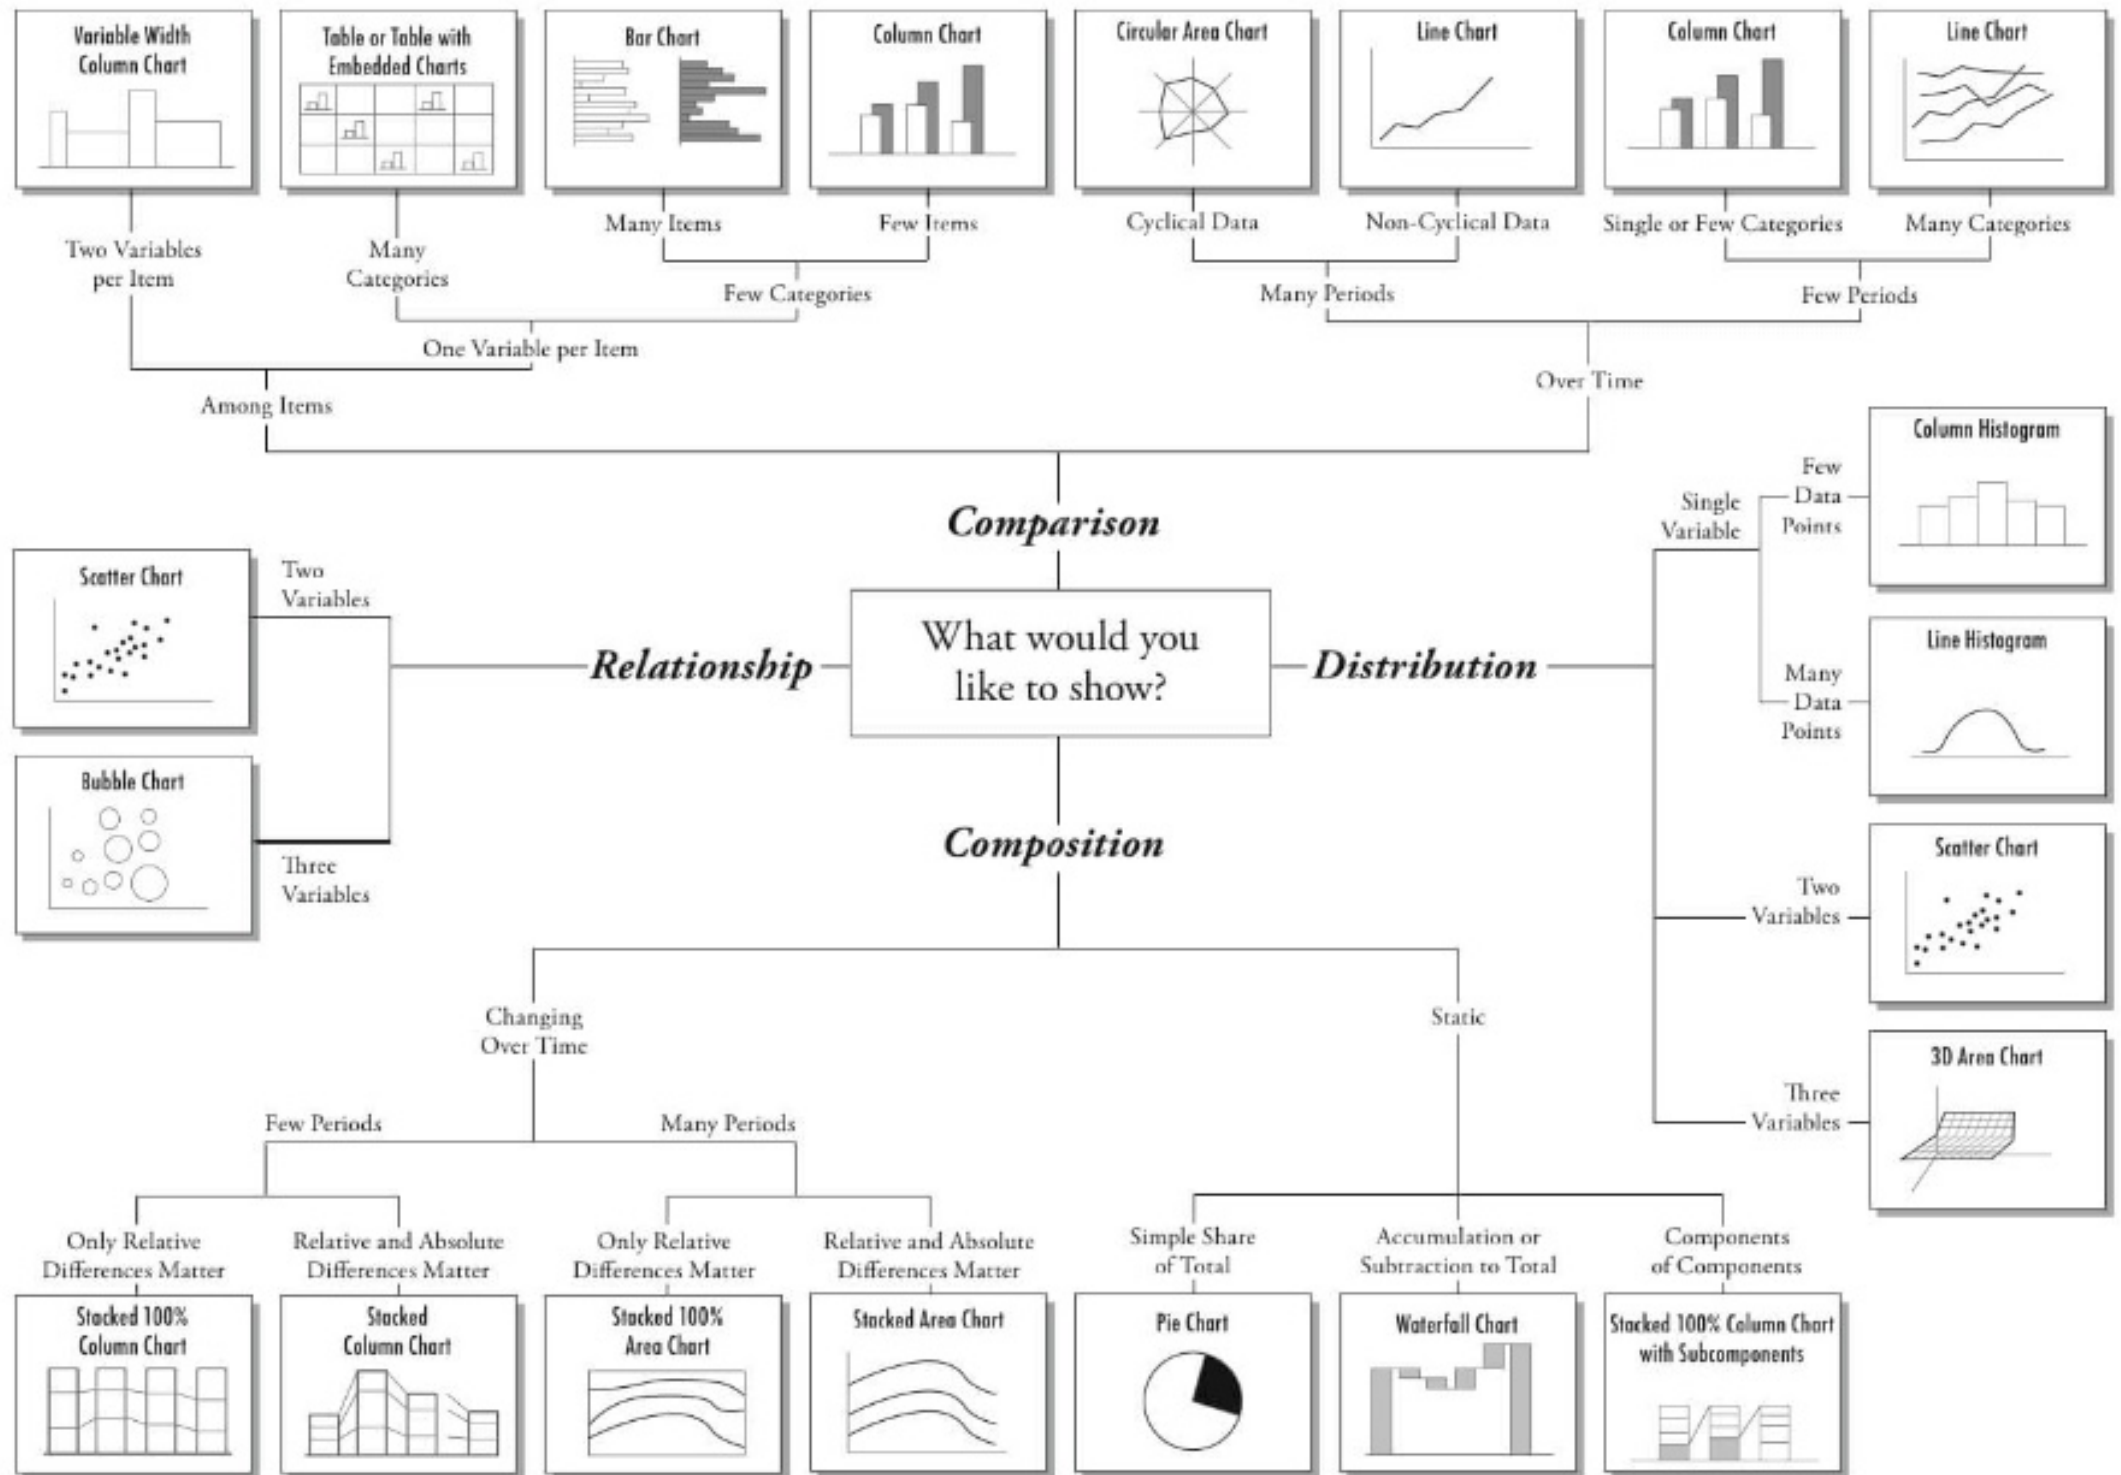 Variable Width
Column Chart
Table or Table with
Embedded Charts
Bar Chart
Column Chart
Circular Area Chart
Line Chart
Column Chart
Line Chart
Two Variables
per Item
Many
Categories
Many Items
Few Items
Cyclical Data
Non-Cyclical Data
Single or Few Categories
Many Categories
Few Categories
Many Periods
Few Periods
One Variable per Item
Among Items
Over Time
Comparison
What would you
like to show?
Relationship
Two
Variables
Scatter Chart
Three
Variables
Bubble Chart
Distribution
Single
Variable
Few
Data
Points
Column Histogram
Many
Data
Points
Line Histogram
Two
Variables
Scatter Chart
Three
Variables
3D Area Chart
Composition
Changing
Over Time
Static
Few Periods
Many Periods
Only Relative
Differences Matter
Relative and Absolute
Differences Matter
Only Relative
Differences Matter
Relative and Absolute
Differences Matter
Simple Share
of Total
Accumulation or
Subtraction to Total
Components
of Components
Stacked 100%
Column Chart
Stacked
Column Chart
Stacked 100%
Area Chart
Stacked Area Chart
Pie Chart
Waterfall Chart
Stacked 100% Column Chart
with Subcomponents